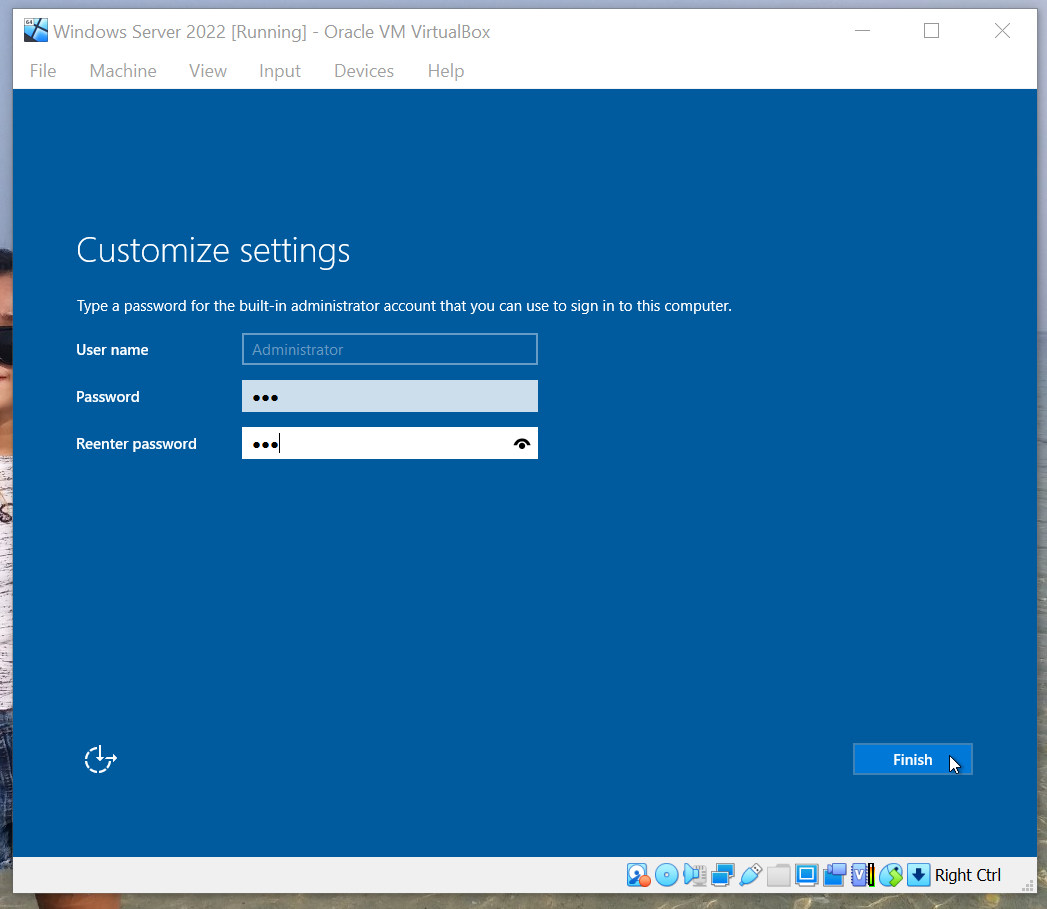 Windows Server 2022 [Running] - Oracle VM VirtualBox
File Machine View Input Devices Help
Customize settings
Type a password for the built-in administrator account that you can use to sign in to this computer.
User name Administrator
Password •••
Reenter password •••
Finish
Right Ctrl